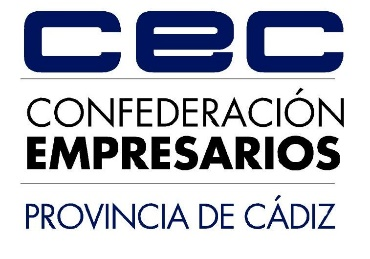 cec
CONFEDERACIÓN
EMPRESARIOS
PROVINCIA DE CÁDIZ